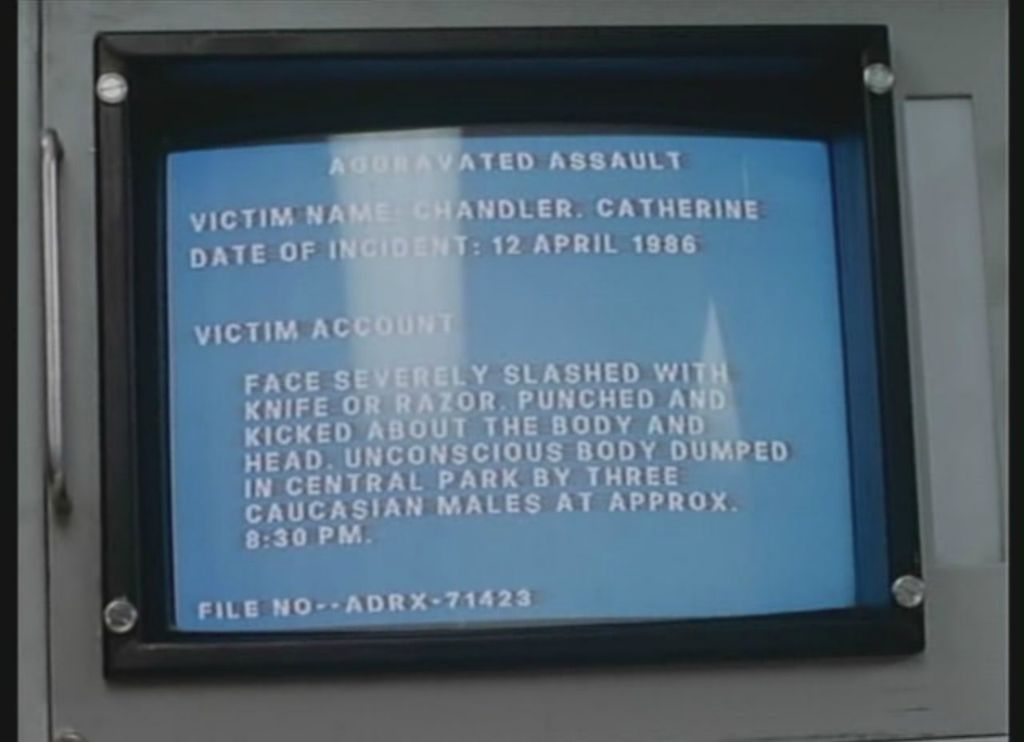 AGGRAVATED ASSAULT
VICTIM NAME: CHANDLER. CATHERINE
DATE OF INCIDENT: 12 APRIL 1986
VICTIM ACCOUNT
FACE SEVERELY SLASHED WITH
KNIFE OR RAZOR. PUNCHED AND
KICKED ABOUT THE BODY AND
HEAD. UNCONSCIOUS BODY DUMPED
IN CENTRAL PARK BY THREE
CAUCASIAN MALES AT APPROX.
8:30 PM.
FILE NO--ADRX-71423